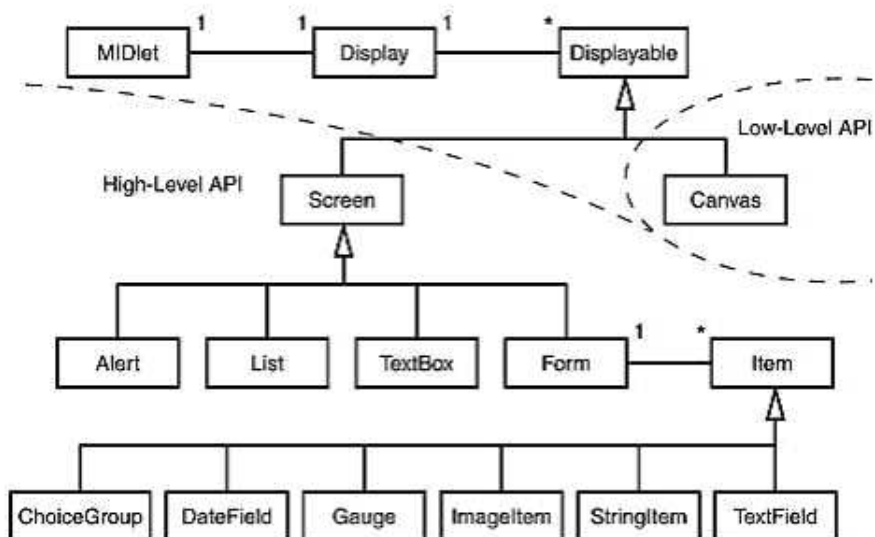 1 1 1 *
MIDlet Display Displayable
Low-Level API
High-Level API
Screen Canvas
1 *
Alert List TextBox Form Item
ChoiceGroup DateField Gauge ImageItem StringItem TextField